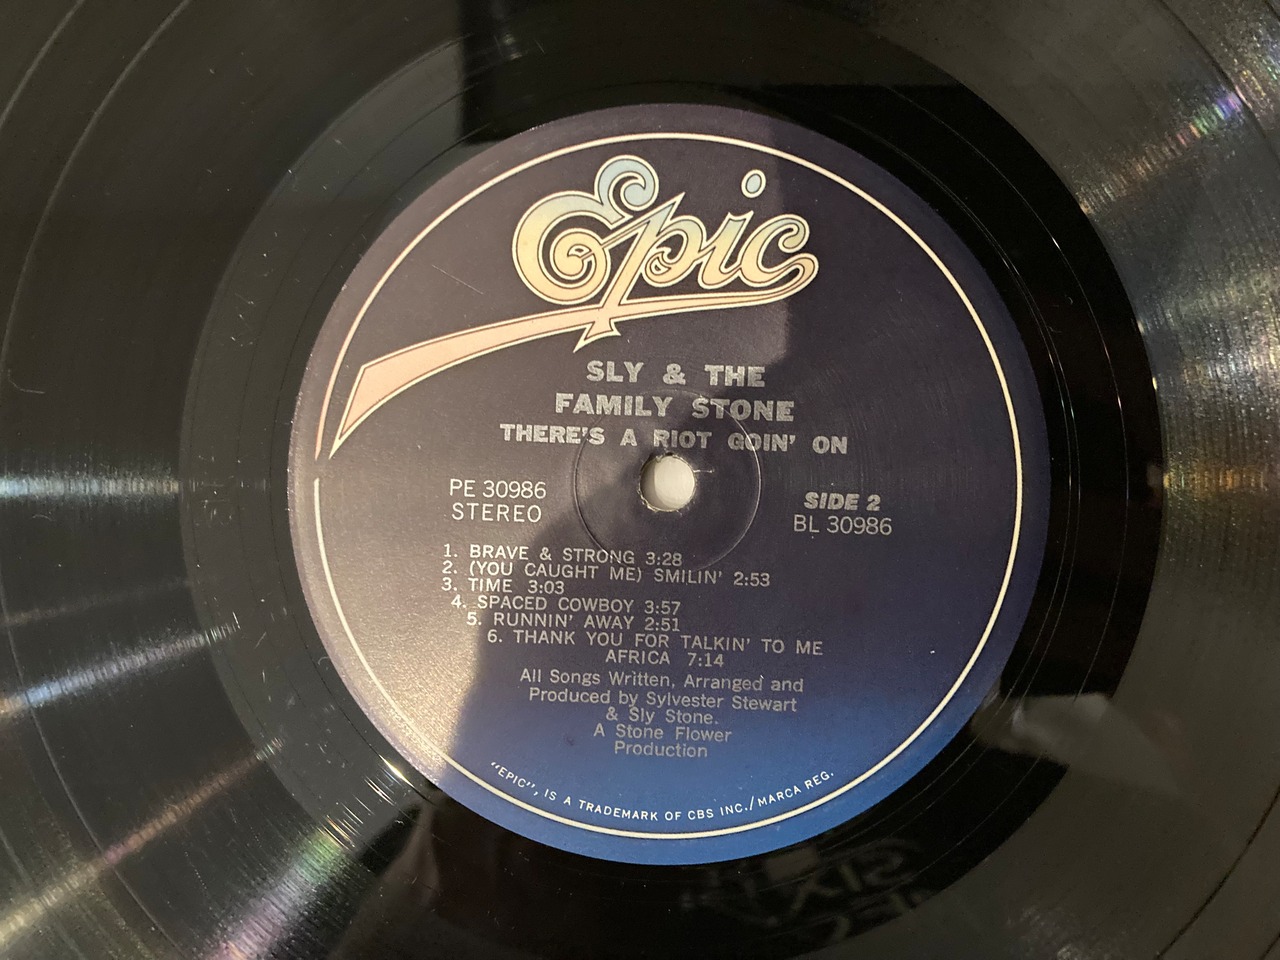 Epic
SLY & THE
FAMILY STONE
THERE'S A RIOT GOIN' ON
PE 30986
STEREO
SIDE 2
BL 30986
1. BRAVE & STRONG 3:28
2. (YOU CAUGHT ME) SMILIN' 2:53
3. TIME 3:03
4. SPACED COWBOY 3:57
5. RUNNIN' AWAY 2:51
6. THANK YOU FOR TALKIN' TO ME
AFRICA 7:14
All Songs Written, Arranged and
Produced by Sylvester Stewart
& Sly Stone.
A Stone Flower
Production
"EPIC", IS A TRADEMARK OF CBS INC./MARCA REG.